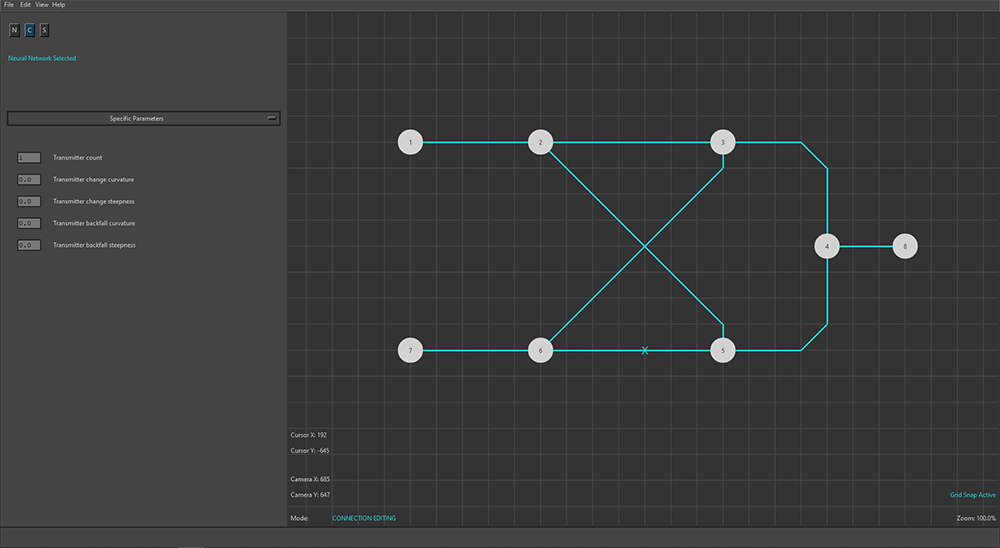 File Edit View Help
N C S
Neural Network Selected
Specific Parameters
1 Transmitter count
0.0 Transmitter change curvature
0.0 Transmitter change steepness
0.0 Transmitter backfall curvature
0.0 Transmitter backfall steepness
1 2 3
4 8
7 6 X 5
Cursor X: 192
Cursor Y: -645
Camera X: 685
Camera Y: 647
Grid Snap Active
Mode: CONNECTION EDITING
Zoom: 100.0%